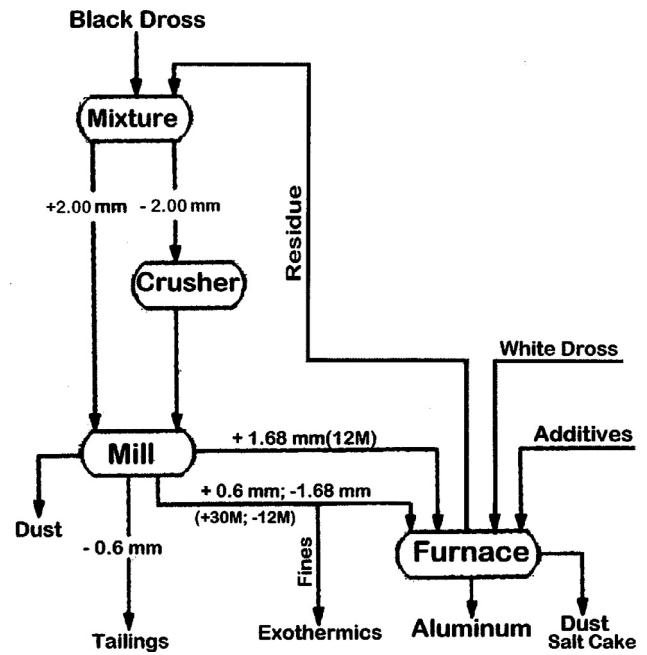 Black Dross
Mixture
+2.00 mm
- 2.00 mm
Residue
Crusher
White Dross
Additives
+ 1.68 mm(12M)
Mill
+ 0.6 mm; -1.68 mm
(+30M; -12M)
Dust
- 0.6 mm
Fines
Furnace
Tailings
Exothermics
Aluminum
Dust
Salt Cake